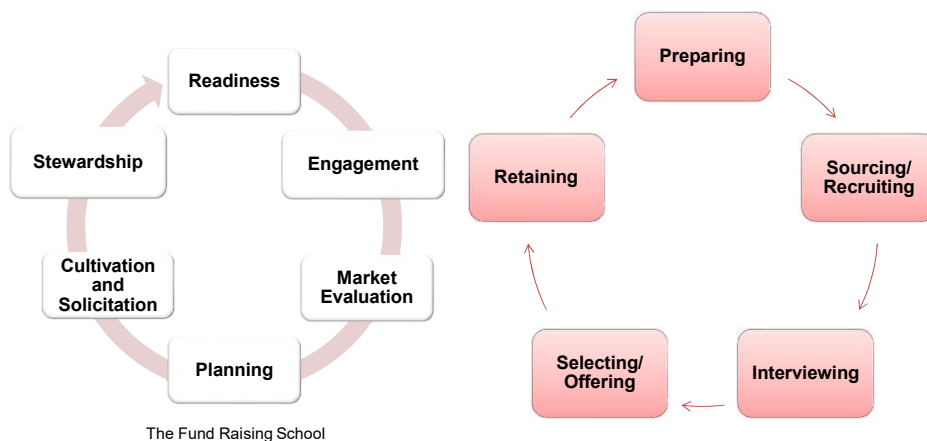 Readiness
Engagement
Market
Evaluation
Planning
Cultivation
and
Solicitation
Stewardship
The Fund Raising School
Preparing
Sourcing/
Recruiting
Interviewing
Selecting/
Offering
Retaining